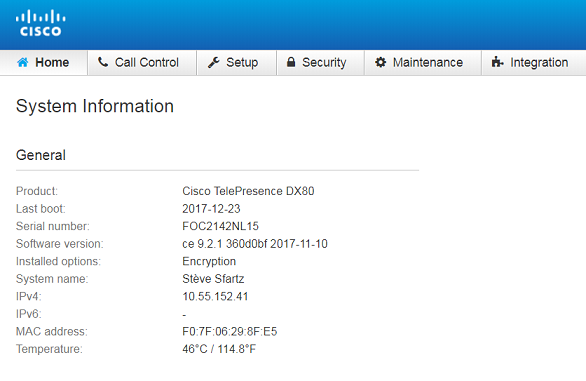 CISCO
Home Call Control Setup Security Maintenance Integration
System Information
General
Product: Cisco TelePresence DX80
Last boot: 2017-12-23
Serial number: FOC2142NL15
Software version: ce 9.2.1 360d0bf 2017-11-10
Installed options: Encryption
System name: Stève Sfartz
IPv4: 10.55.152.41
IPv6: -
MAC address: F0:7F:06:29:8F:E5
Temperature: 46°C / 114.8°F